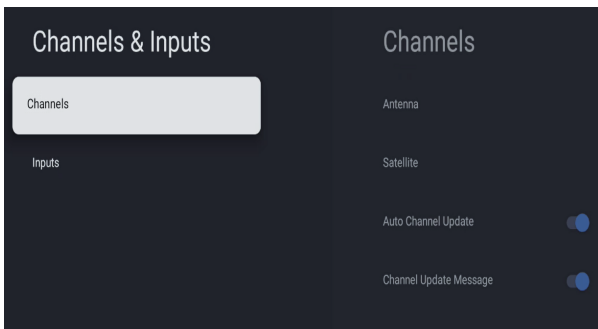 Channels & Inputs
Channels
Inputs
Channels
Antenna
Satellite
Auto Channel Update
Channel Update Message